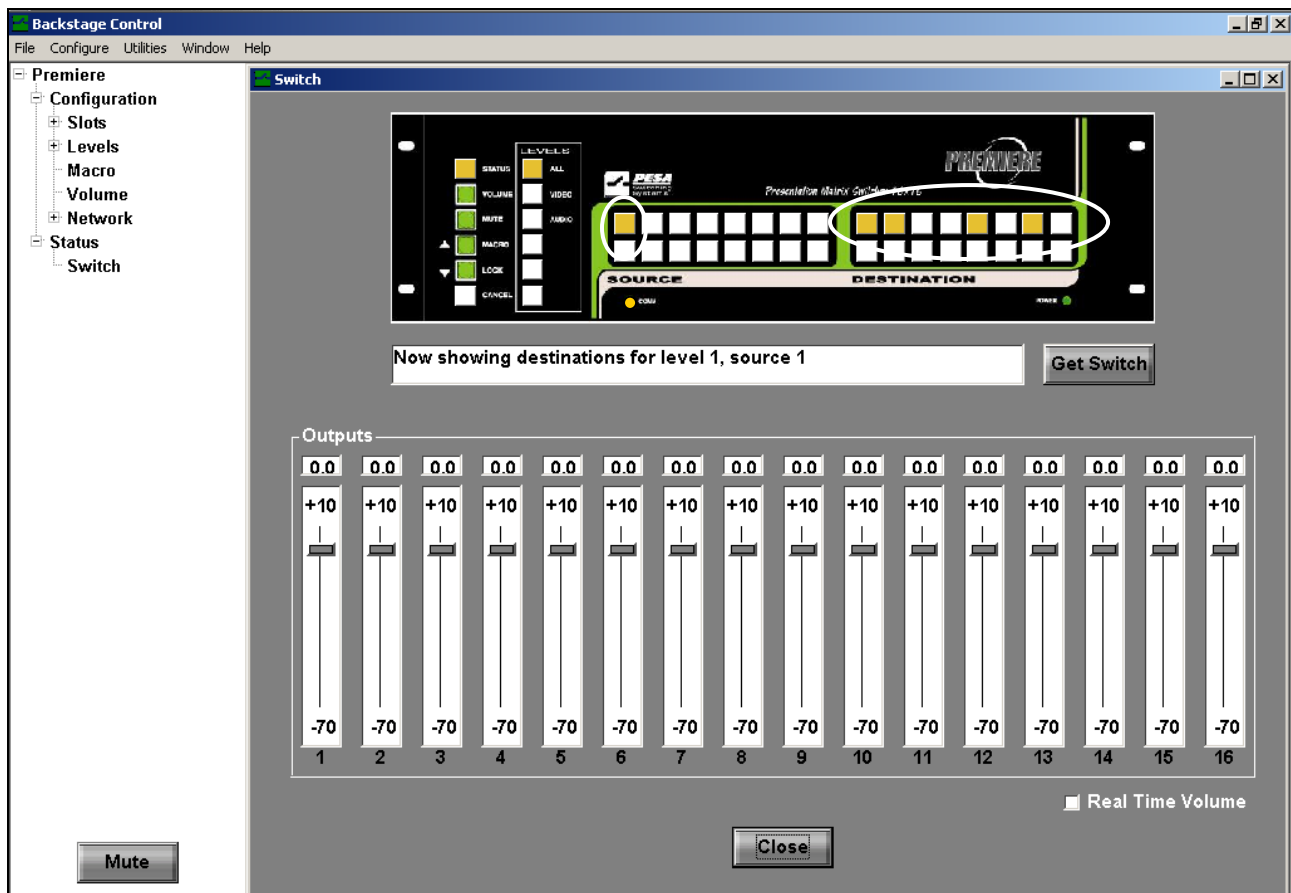 Backstage Control
File Configure Utilities Window Help
Premiere
Configuration
Slots
Levels
Macro
Volume
Network
Status
Switch
Mute
Switch
LEVELS
STATUS
ALL
VOLUME
VIDEO
MUTE
AUDIO
MACRO
LOCK
CANCEL
PESA
PREMIERE
Presentation Matrix Switcher
SOURCE
DESTINATION
COMM
POWER
Now showing destinations for level 1, source 1
Get Switch
Outputs
0.0 0.0 0.0 0.0 0.0 0.0 0.0 0.0 0.0 0.0 0.0 0.0 0.0 0.0 0.0 0.0
+10 +10 +10 +10 +10 +10 +10 +10 +10 +10 +10 +10 +10 +10 +10 +10
-70 -70 -70 -70 -70 -70 -70 -70 -70 -70 -70 -70 -70 -70 -70 -70
1 2 3 4 5 6 7 8 9 10 11 12 13 14 15 16
Real Time Volume
Close